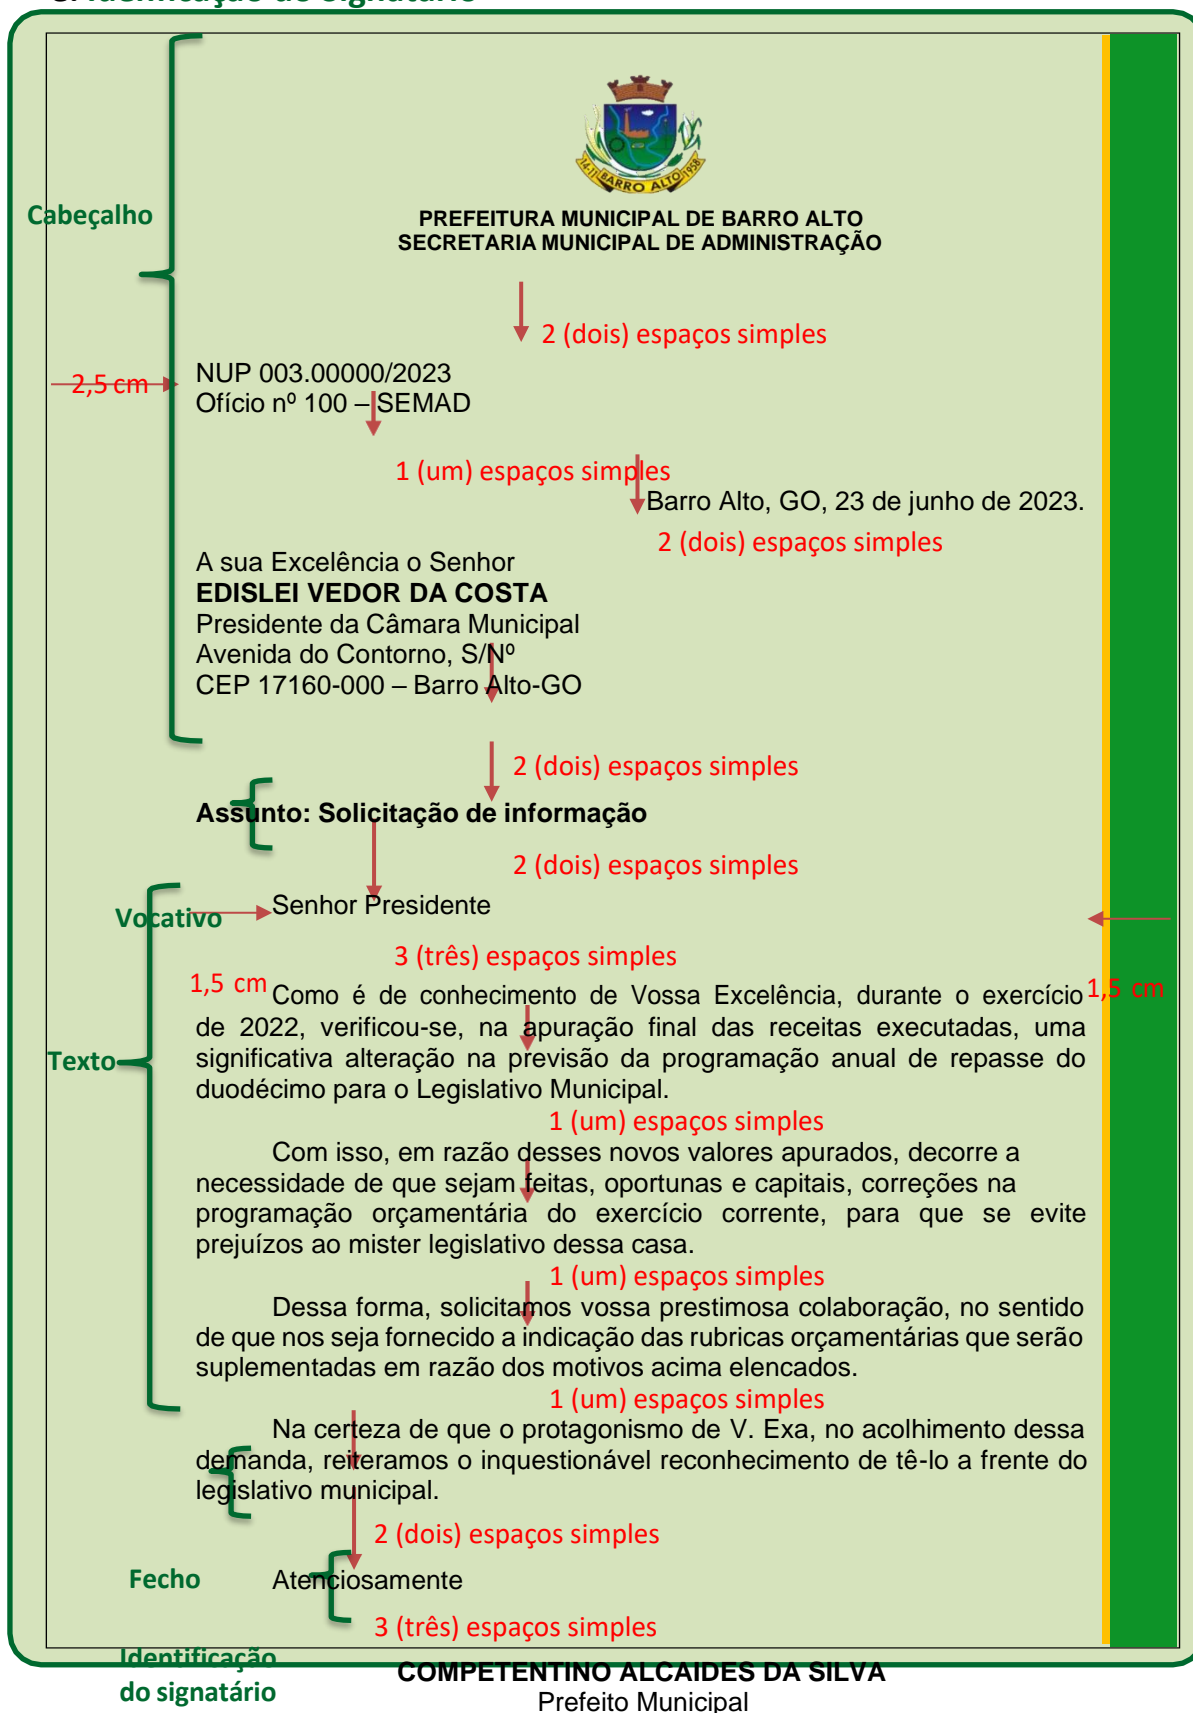 Identificação do signatário
14-11 BARRO ALTO 1958
Cabeçalho
PREFEITURA MUNICIPAL DE BARRO ALTO
SECRETARIA MUNICIPAL DE ADMINISTRAÇÃO
2 (dois) espaços simples
2,5 cm
NUP 003.00000/2023
Ofício nº 100 – SEMAD
1 (um) espaços simples
Barro Alto, GO, 23 de junho de 2023.
2 (dois) espaços simples
A sua Excelência o Senhor
EDISLEI VEDOR DA COSTA
Presidente da Câmara Municipal
Avenida do Contorno, S/Nº
CEP 17160-000 – Barro Alto-GO
2 (dois) espaços simples
Assunto: Solicitação de informação
2 (dois) espaços simples
Vocativo
Senhor Presidente
3 (três) espaços simples
1,5 cm
1,5 cm
Como é de conhecimento de Vossa Excelência, durante o exercício
de 2022, verificou-se, na apuração final das receitas executadas, uma
significativa alteração na previsão da programação anual de repasse do
Texto
duodécimo para o Legislativo Municipal.
1 (um) espaços simples
Com isso, em razão desses novos valores apurados, decorre a
necessidade de que sejam feitas, oportunas e capitais, correções na
programação orçamentária do exercício corrente, para que se evite
prejuízos ao mister legislativo dessa casa.
1 (um) espaços simples
Dessa forma, solicitamos vossa prestimosa colaboração, no sentido
de que nos seja fornecido a indicação das rubricas orçamentárias que serão
suplementadas em razão dos motivos acima elencados.
1 (um) espaços simples
Na certeza de que o protagonismo de V. Exa, no acolhimento dessa
demanda, reiteramos o inquestionável reconhecimento de tê-lo a frente do
legislativo municipal.
2 (dois) espaços simples
Fecho
Atenciosamente
3 (três) espaços simples
Identificação
do signatário
COMPETENTINO ALCAIDES DA SILVA
Prefeito Municipal